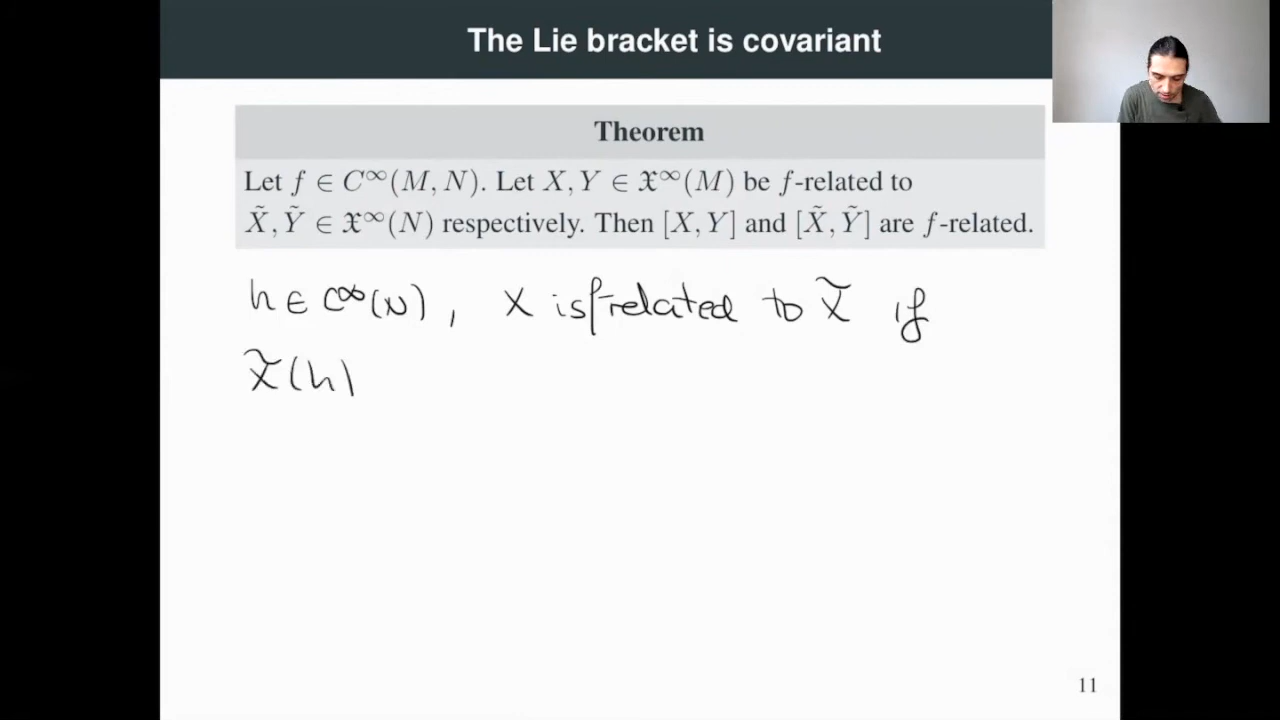 The Lie bracket is covariant
Theorem
Let f ∈ C^∞(M, N). Let X, Y ∈ 𝔛^∞(M) be f-related to
X̃, Ỹ ∈ 𝔛^∞(N) respectively. Then [X, Y] and [X̃, Ỹ] are f-related.
h ∈ C^∞(N), X is f-related to X̃ if
X̃(h)
11